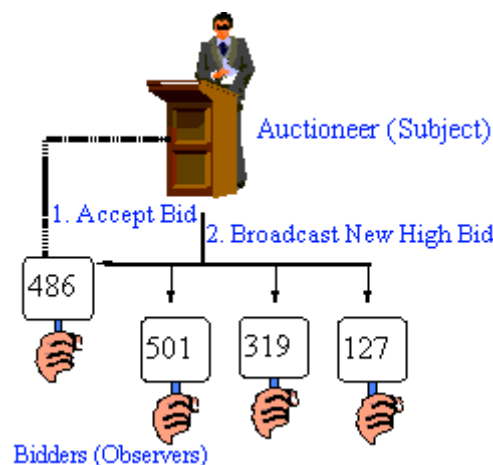 Auctioneer (Subject)
1. Accept Bid
2. Broadcast New High Bid
486
501
319
127
Bidders (Observers)